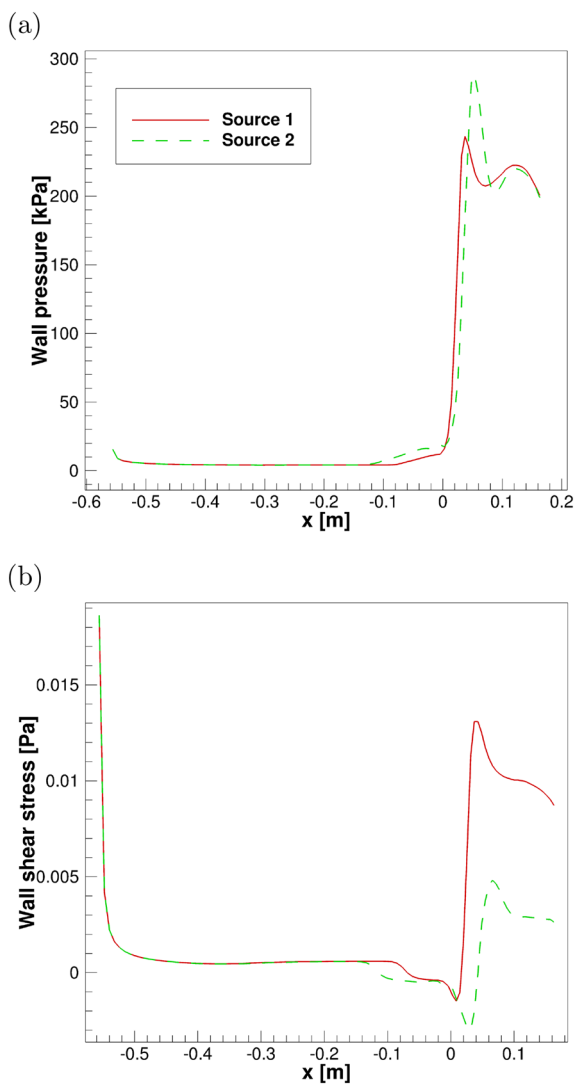 (a)
300
250
200
150
100
50
0
Wall pressure [kPa]
Source 1
Source 2
-0.6 -0.5 -0.4 -0.3 -0.2 -0.1 0 0.1 0.2
x [m]
(b)
0.015
0.01
0.005
0
Wall shear stress [Pa]
-0.5 -0.4 -0.3 -0.2 -0.1 0 0.1
x [m]